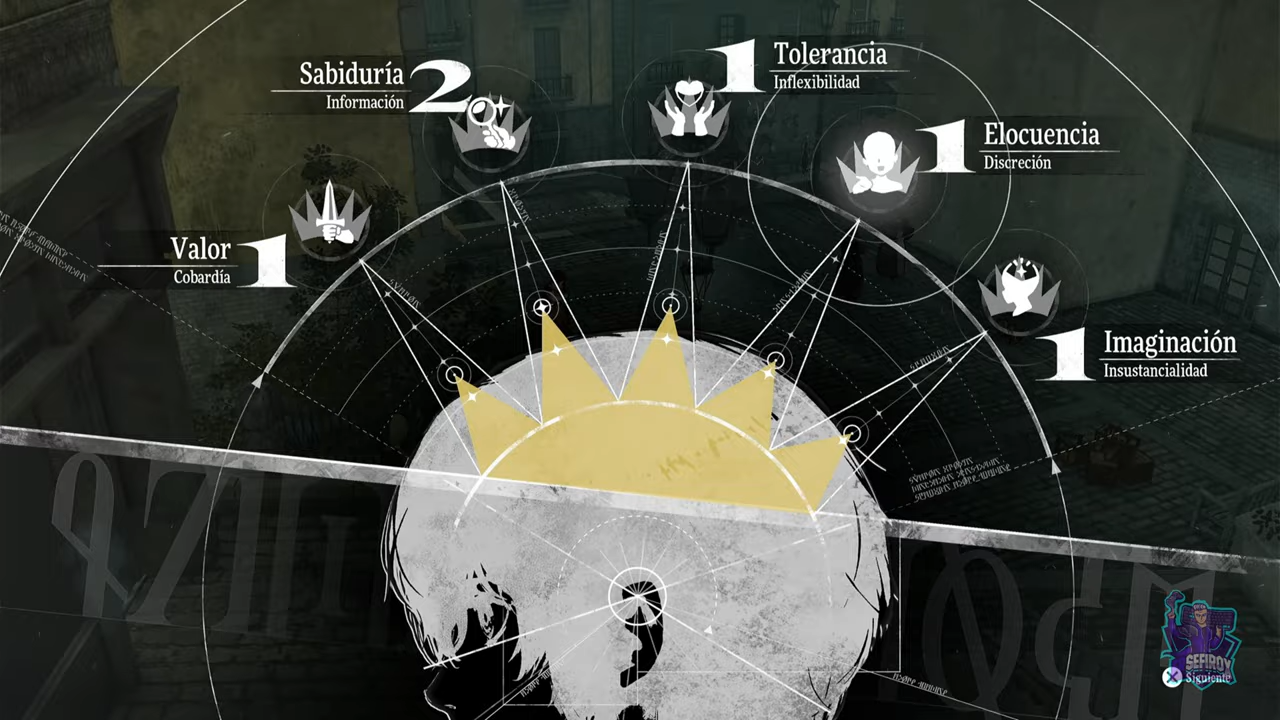 Tolerancia
1
Inflexibilidad
Sabiduría
2
Información
Elocuencia
1
Discreción
Valor
1
Cobardía
Imaginación
1
Insustancialidad
SEFIROY
Siguiente